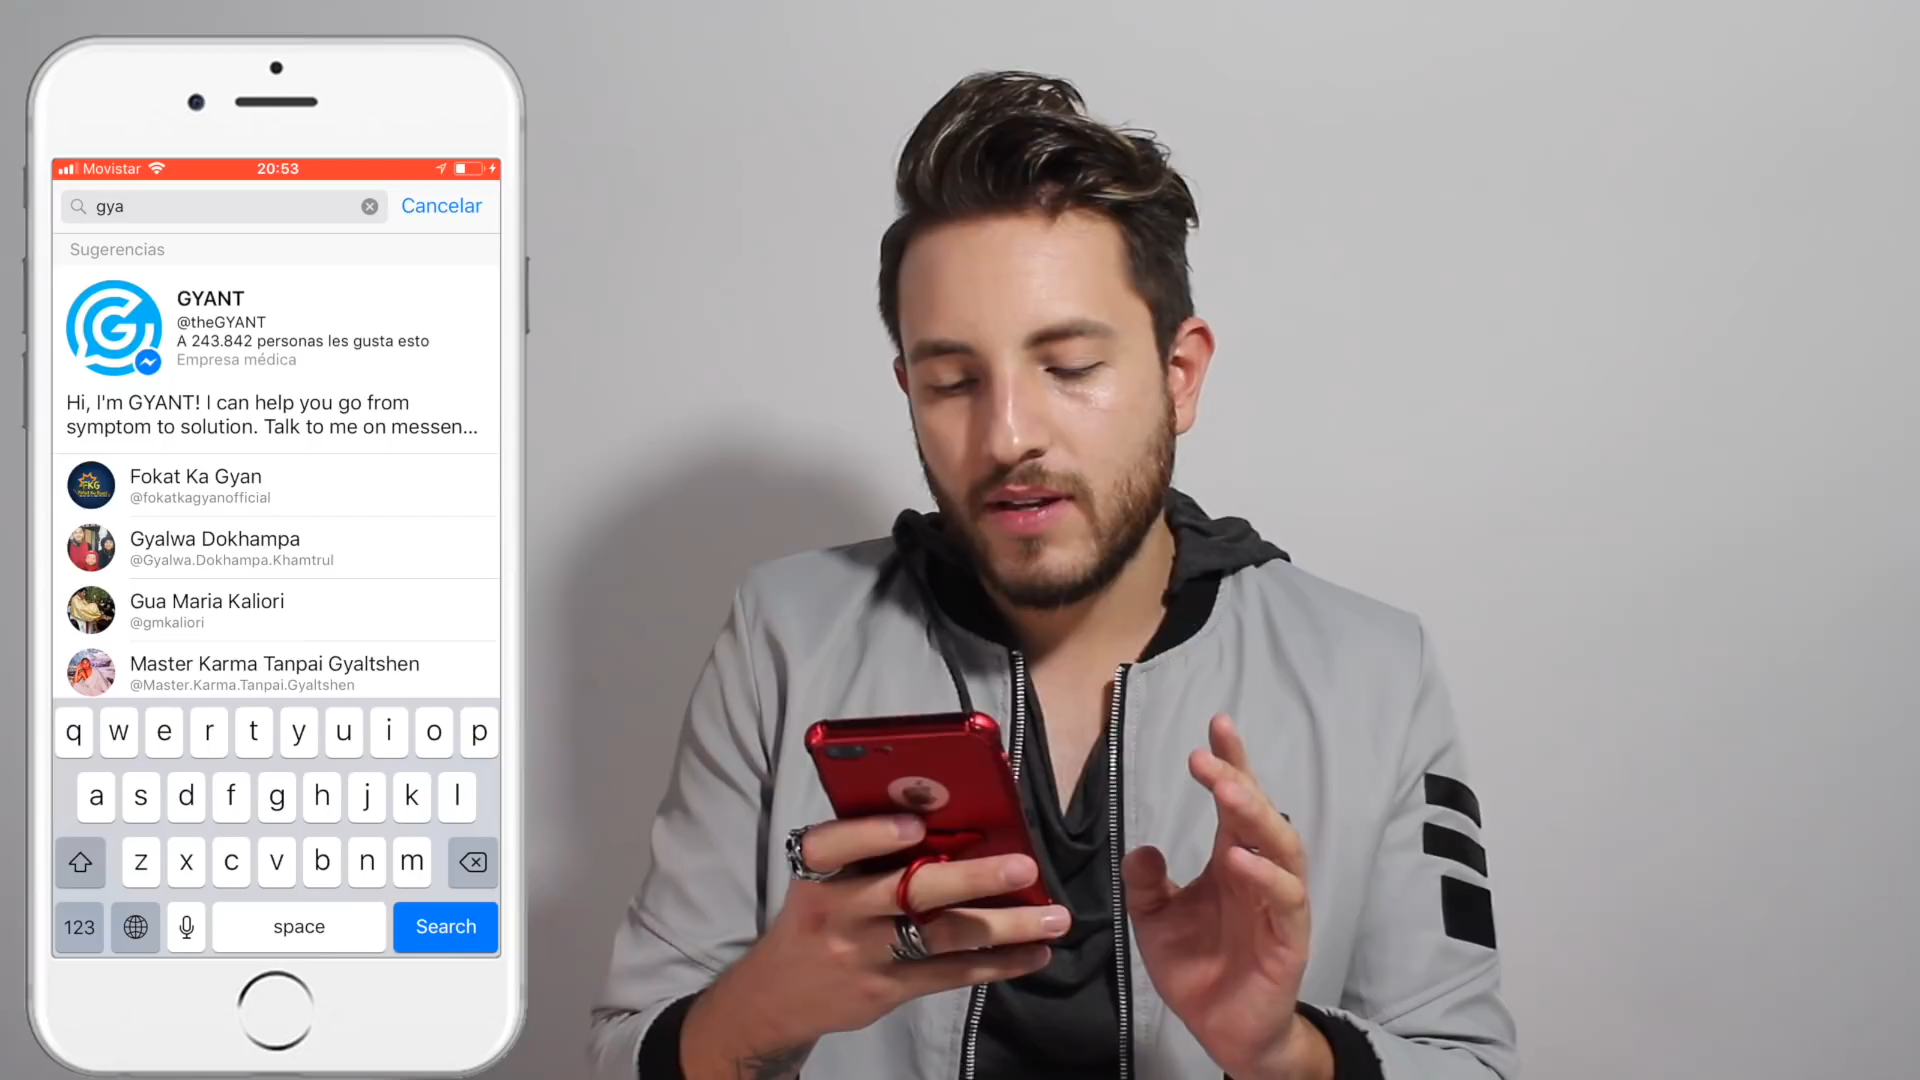 Movistar 20:53
gya Cancelar
Sugerencias
GYANT
@theGYANT
A 243.842 personas les gusta esto
Empresa médica
Hi, I'm GYANT! I can help you go from
symptom to solution. Talk to me on messen...
FKG
Fokat Ka Gyan
@fokatkagyanofficial
Gyalwa Dokhampa
@Gyalwa.Dokhampa.Khamtrul
Gua Maria Kaliori
@gmkaliori
Master Karma Tanpai Gyaltshen
@Master.Karma.Tanpai.Gyaltshen
q w e r t y u i o p
a s d f g h j k l
z x c v b n m
123 space Search